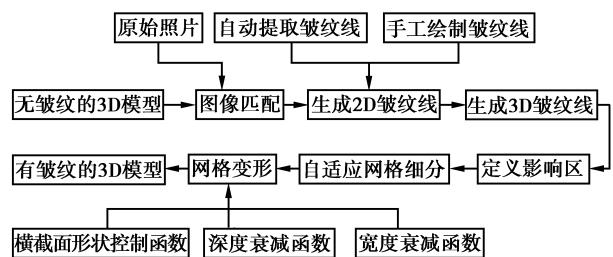 原始照片
自动提取皱纹线
手工绘制皱纹线
无皱纹的3D模型
图像匹配
生成2D皱纹线
生成3D皱纹线
有皱纹的3D模型
网格变形
自适应网格细分
定义影响区
横截面形状控制函数
深度衰减函数
宽度衰减函数